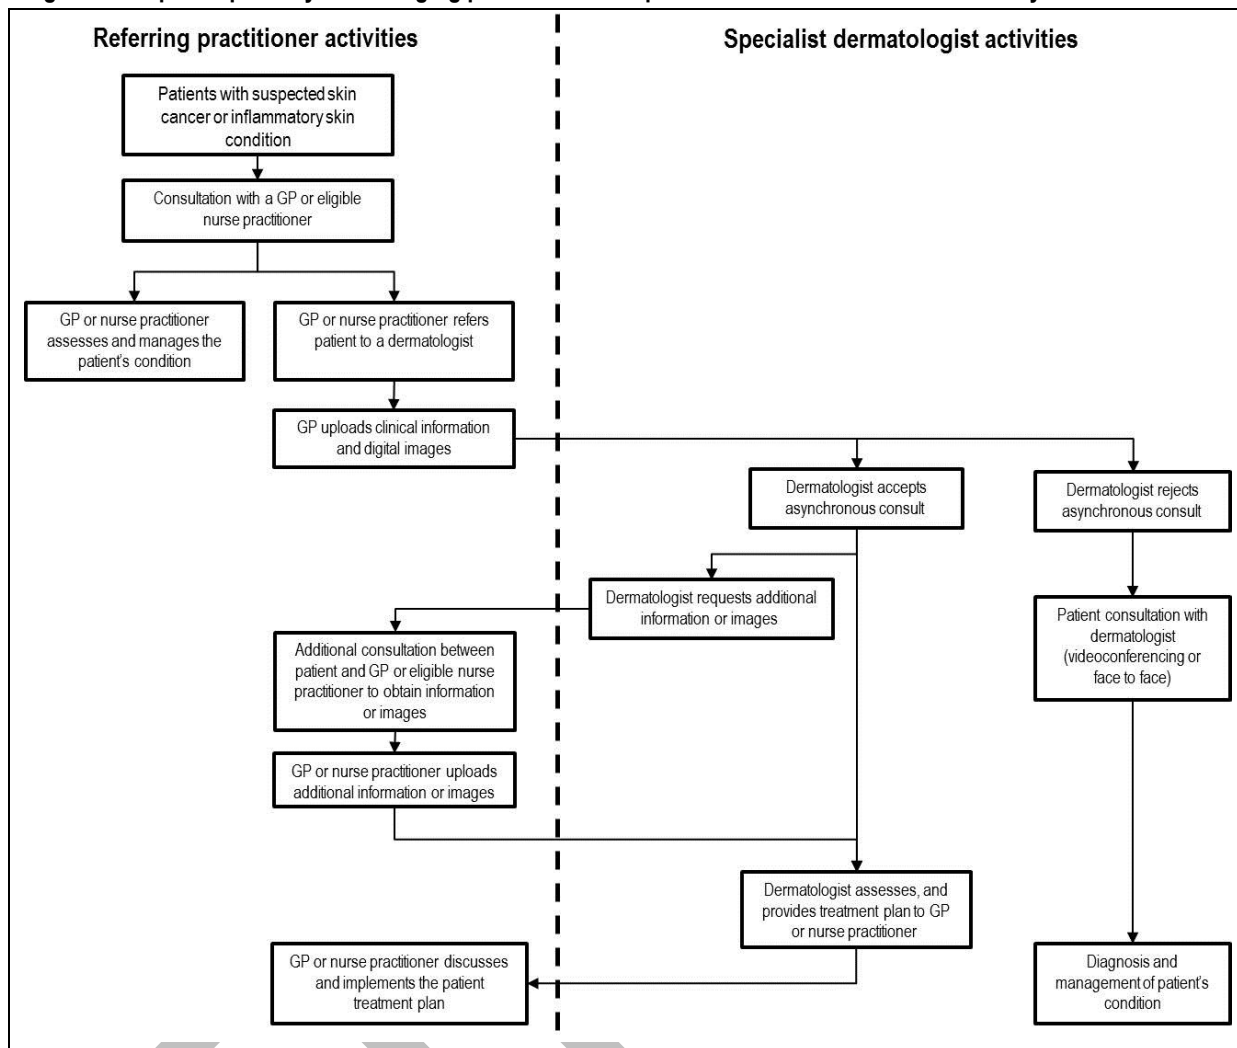 Referring practitioner activities
Specialist dermatologist activities
Patients with suspected skin
cancer or inflammatory skin
condition
Consultation with a GP or eligible
nurse practitioner
GP or nurse practitioner
assesses and manages the
patient's condition
GP or nurse practitioner refers
patient to a dermatologist
GP uploads clinical information
and digital images
Dermatologist accepts
asynchronous consult
Dermatologist rejects
asynchronous consult
Dermatologist requests additional
information or images
Patient consultation with
dermatologist
(videoconferencing or
face to face)
Additional consultation between
patient and GP or eligible nurse
practitioner to obtain information
or images
GP or nurse practitioner uploads
additional information or images
Dermatologist assesses, and
provides treatment plan to GP
or nurse practitioner
GP or nurse practitioner discusses
and implements the patient
treatment plan
Diagnosis and
management of patient's
condition